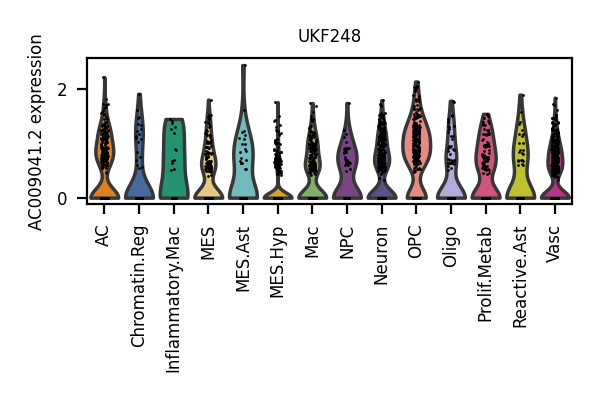 UKF248
AC009041.2 expression
2
0
AC
Chromatin.Reg
Inflammatory.Mac
MES
MES.Ast
MES.Hyp
Mac
NPC
Neuron
OPC
Oligo
Prolif.Metab
Reactive.Ast
Vasc